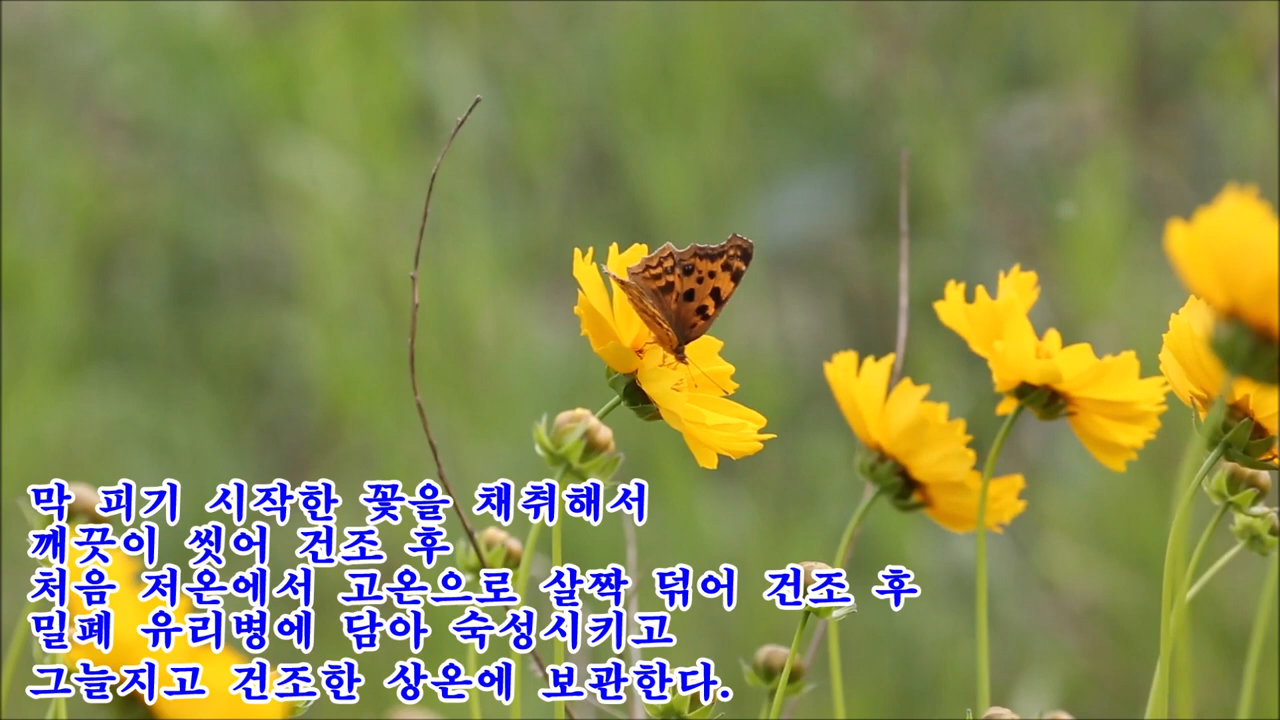 막 피기 시작한 꽃을 채취해서
깨끗이 씻어 건조 후
처음 저온에서 고온으로 살짝 덖어 건조 후
밀폐 유리병에 담아 숙성시키고
그늘지고 건조한 상온에 보관한다.